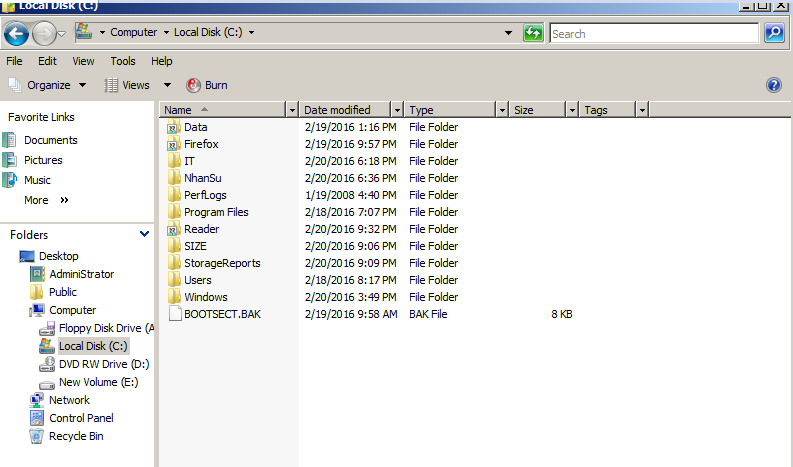 Local Disk (C:)
Computer Local Disk (C:)
Search
File Edit View Tools Help
Organize Views Burn
Favorite Links
Documents
Pictures
Music
More »
Folders
Desktop
AdminiStrator
Public
Computer
Floppy Disk Drive (A
Local Disk (C:)
DVD RW Drive (D:)
New Volume (E:)
Network
Control Panel
Recycle Bin
Name Date modified Type Size Tags
Data 2/19/2016 1:16 PM File Folder
Firefox 2/19/2016 9:57 PM File Folder
IT 2/20/2016 6:18 PM File Folder
NhanSu 2/20/2016 6:36 PM File Folder
PerfLogs 1/19/2008 4:40 PM File Folder
Program Files 2/18/2016 7:07 PM File Folder
Reader 2/20/2016 9:32 PM File Folder
SIZE 2/20/2016 9:06 PM File Folder
StorageReports 2/20/2016 9:09 PM File Folder
Users 2/18/2016 8:17 PM File Folder
Windows 2/20/2016 3:49 PM File Folder
BOOTSECT.BAK 2/19/2016 9:58 AM BAK File 8 KB